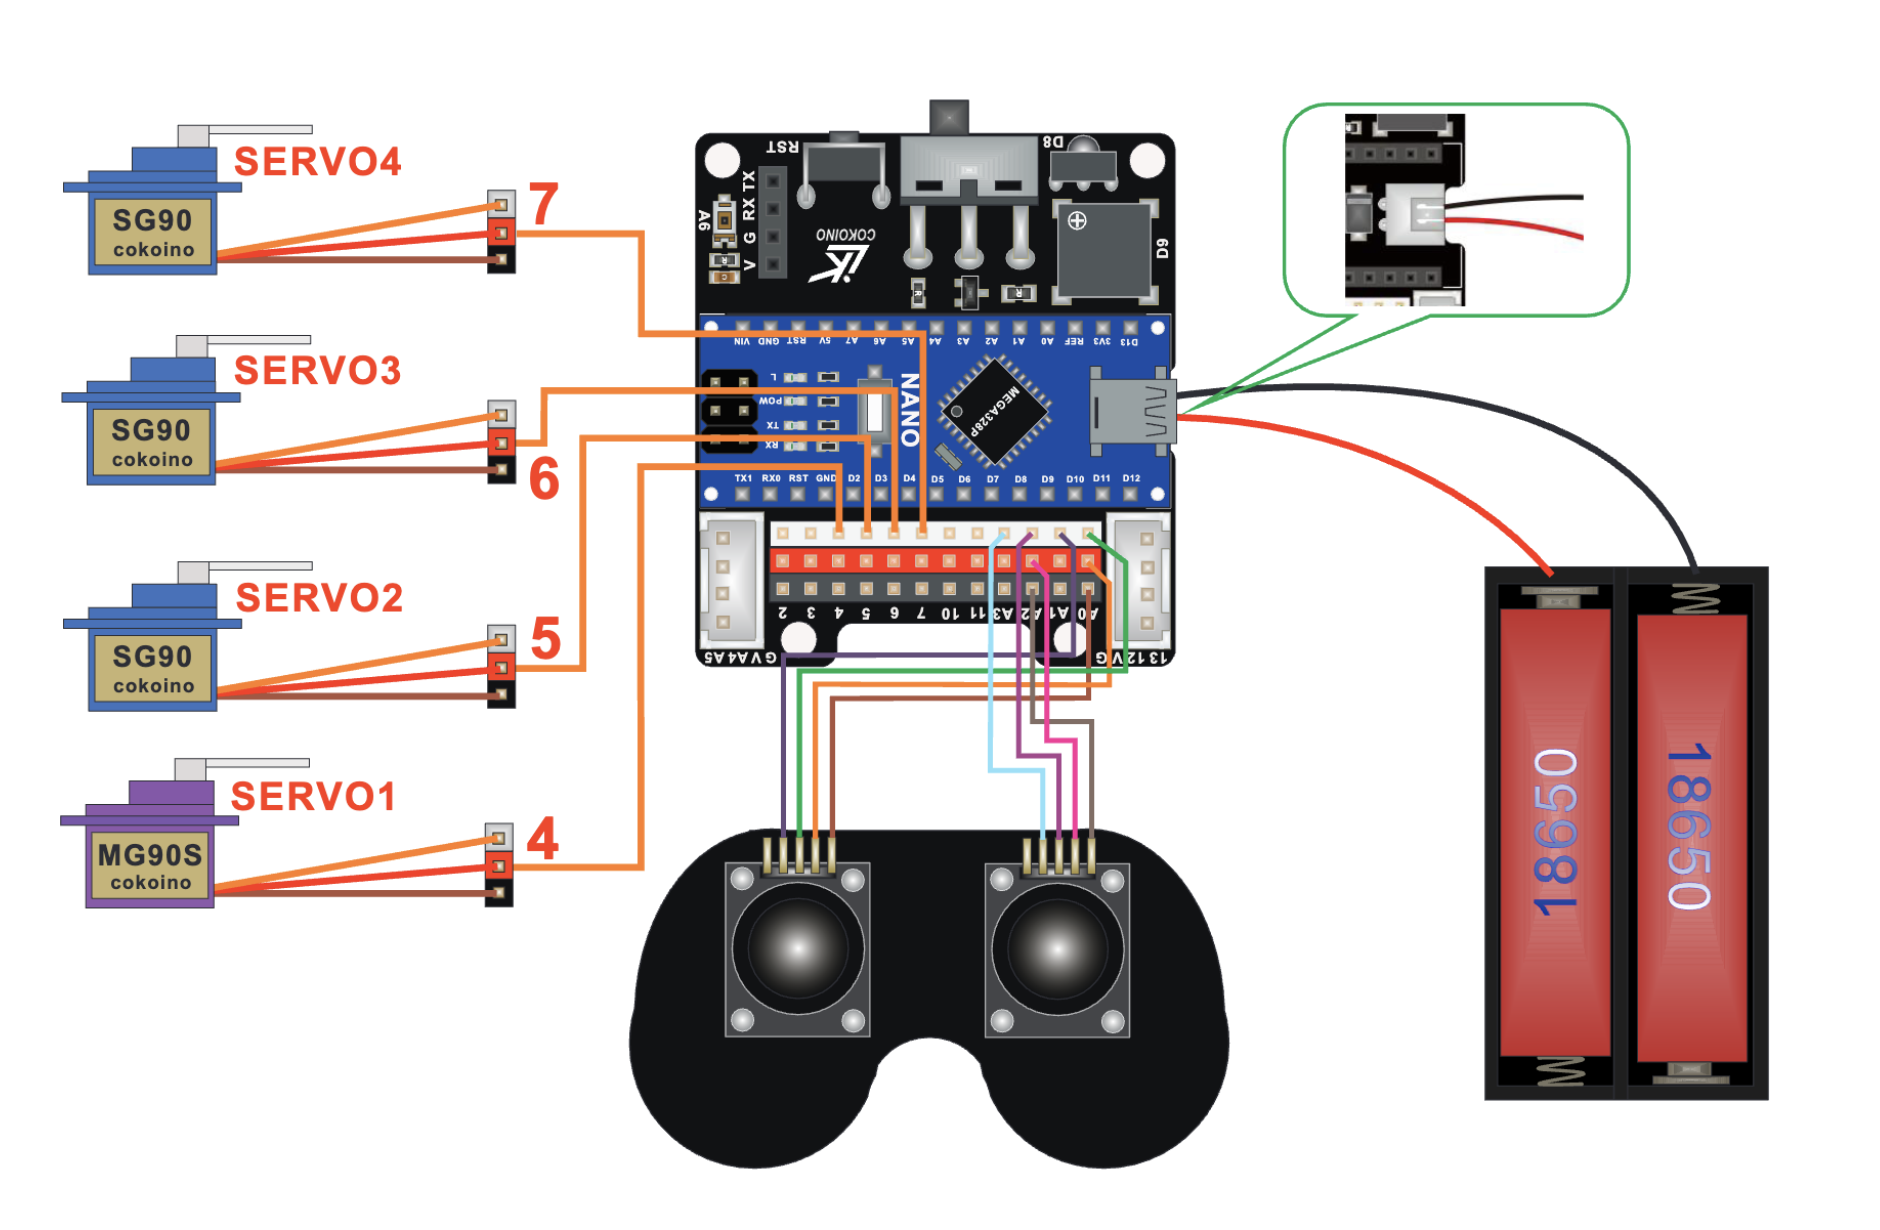 SERVO4
7
SG90
cokoino
SERVO3
SG90
cokoino
6
SERVO2
5
SG90
cokoino
SERVO1
4
MG90S
cokoino
RST
D8
V G RX TX
A6
COKOINO
D9
R
C
R
R
VIN GND RST 5V A7 A6 A5 A4 A3 A2 A1 A0 REF 3V3 D13
L
POW
TX
RX
NANO
MEGA328P
TX1 RX0 RST GND D2 D3 D4 D5 D6 D7 D8 D9 D10 D11 D12
2 3 4 5 6 7 10 11 A3 A2 A1 A0
G V A4 A5
13 12 V G
18650
18650